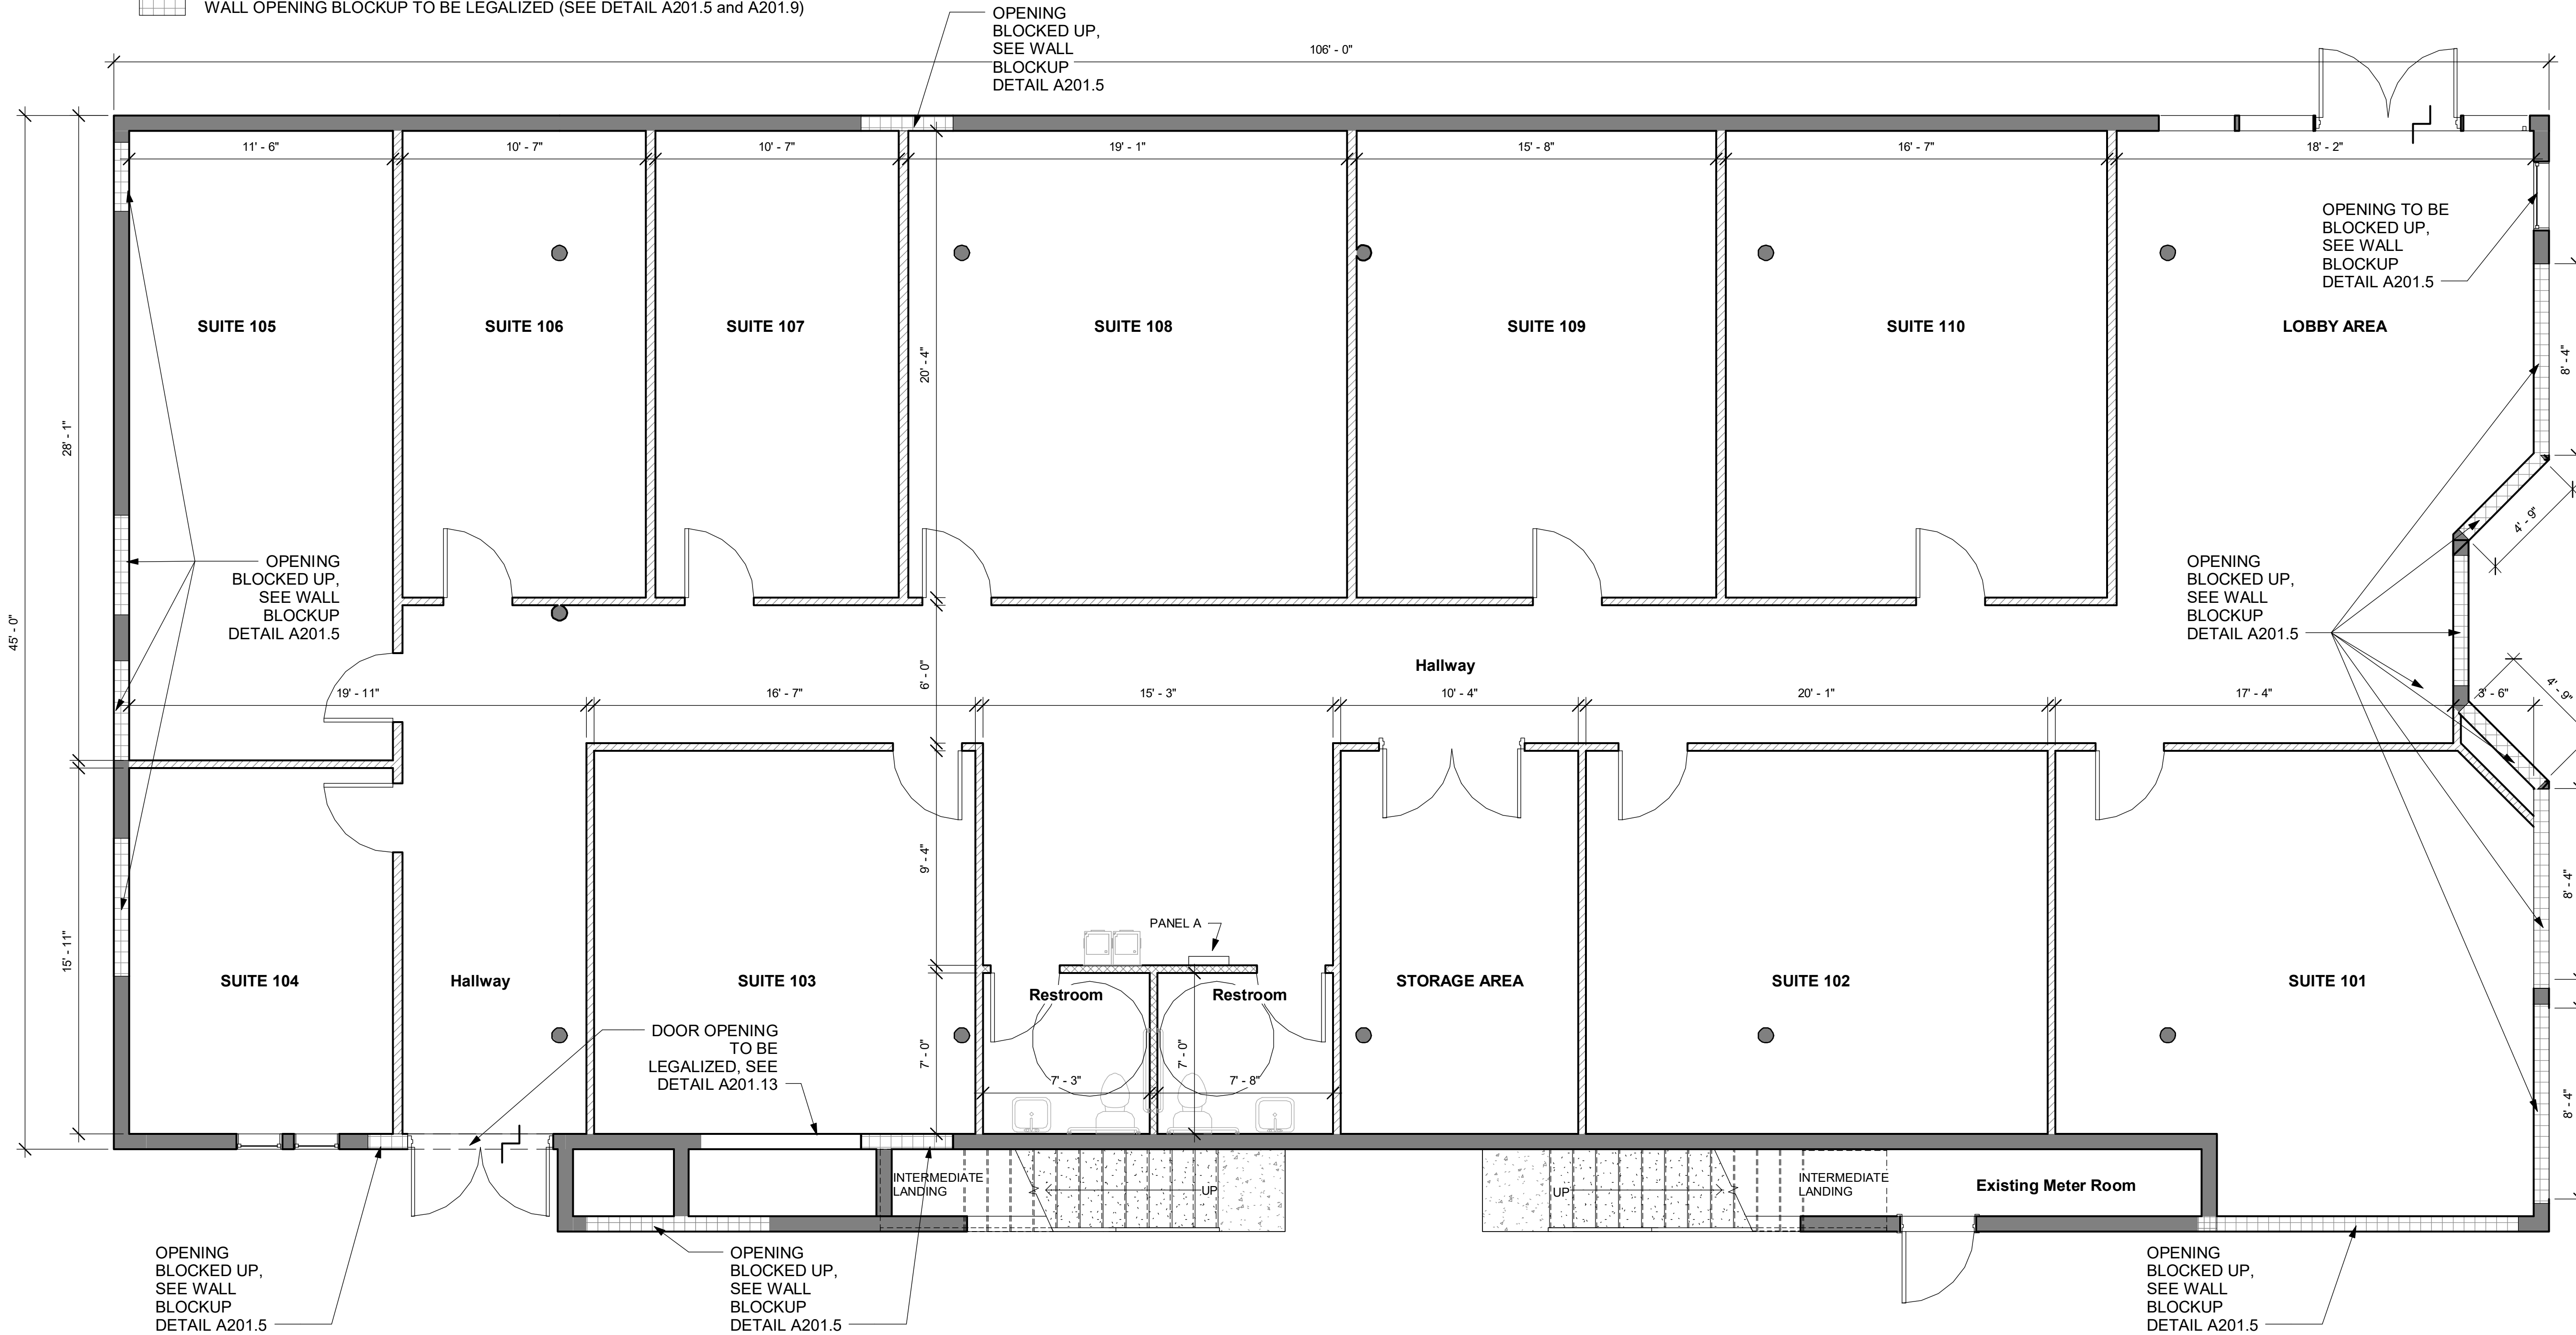 WALL OPENING BLOCKUP TO BE LEGALIZED (SEE DETAIL A201.5 and A201.9)
OPENING
BLOCKED UP,
SEE WALL
BLOCKUP
DETAIL A201.5
106' - 0"
11' - 6"
10' - 7"
10' - 7"
19' - 1"
15' - 8"
16' - 7"
18' - 2"
OPENING TO BE
BLOCKED UP,
SEE WALL
BLOCKUP
DETAIL A201.5
SUITE 105
SUITE 106
SUITE 107
SUITE 108
SUITE 109
SUITE 110
LOBBY AREA
20' - 4"
8' - 4"
28' - 1"
45' - 0"
4' - 9"
OPENING
BLOCKED UP,
SEE WALL
BLOCKUP
DETAIL A201.5
OPENING
BLOCKED UP,
SEE WALL
BLOCKUP
DETAIL A201.5
Hallway
6' - 0"
19' - 11"
16' - 7"
15' - 3"
10' - 4"
20' - 1"
17' - 4"
3' - 6"
4' - 9"
9' - 4"
8' - 4"
PANEL A
15' - 11"
SUITE 104
Hallway
SUITE 103
Restroom
Restroom
STORAGE AREA
SUITE 102
SUITE 101
DOOR OPENING
TO BE
LEGALIZED, SEE
DETAIL A201.13
7' - 0"
7' - 0"
7' - 3"
7' - 8"
8' - 4"
INTERMEDIATE
LANDING
UP
UP
INTERMEDIATE
LANDING
Existing Meter Room
OPENING
BLOCKED UP,
SEE WALL
BLOCKUP
DETAIL A201.5
OPENING
BLOCKED UP,
SEE WALL
BLOCKUP
DETAIL A201.5
OPENING
BLOCKED UP,
SEE WALL
BLOCKUP
DETAIL A201.5